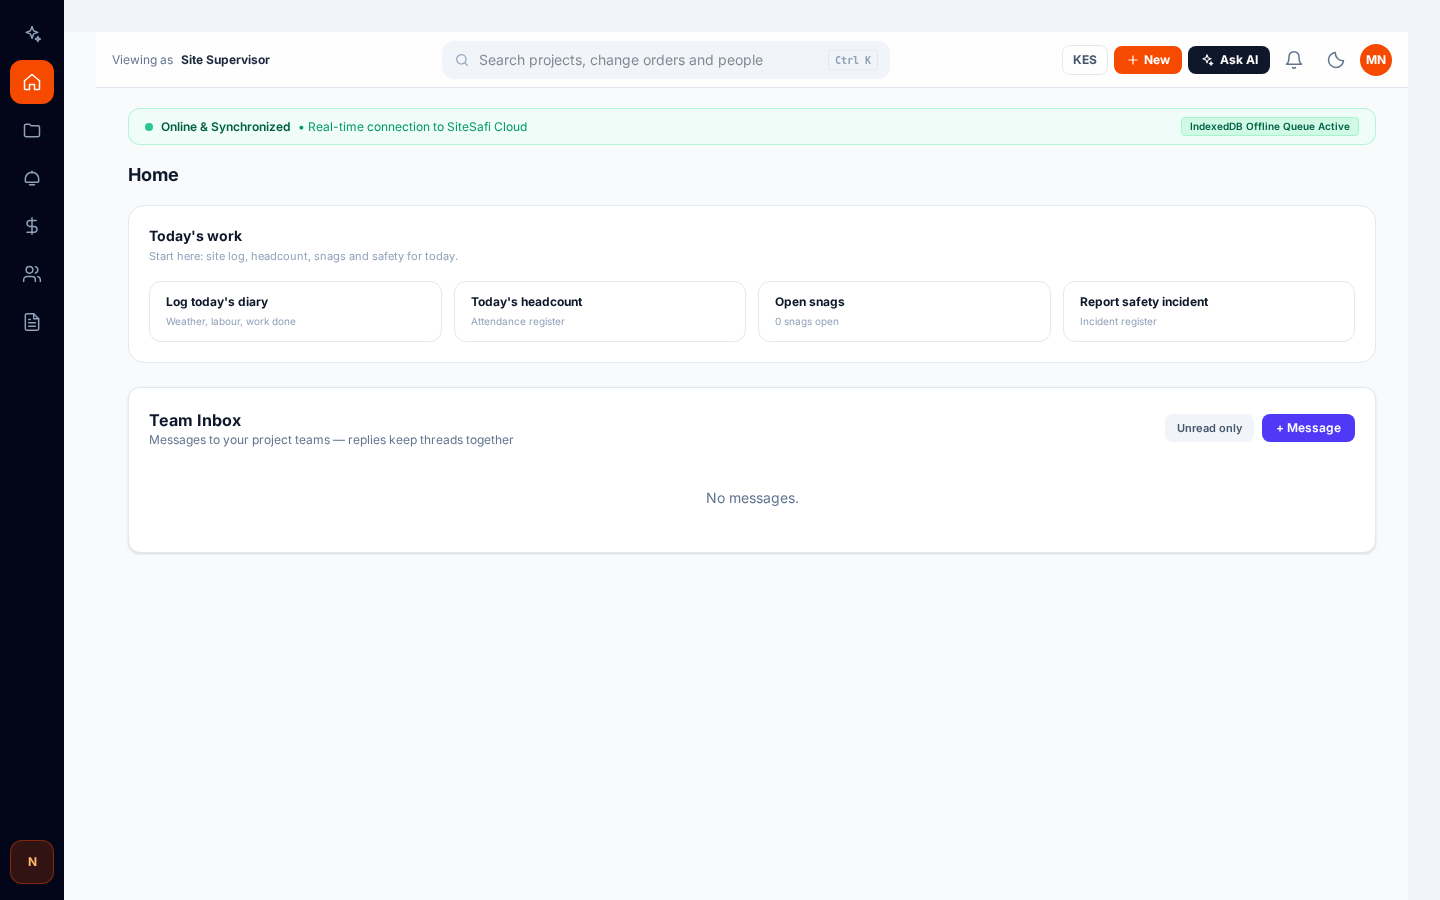 Viewing as Site Supervisor
Search projects, change orders and people
Ctrl K
KES
New
Ask AI
MN
Online & Synchronized • Real-time connection to SiteSafi Cloud
IndexedDB Offline Queue Active
Home
Today's work
Start here: site log, headcount, snags and safety for today.
Log today's diary
Weather, labour, work done
Today's headcount
Attendance register
Open snags
0 snags open
Report safety incident
Incident register
Team Inbox
Messages to your project teams — replies keep threads together
Unread only
+ Message
No messages.
N